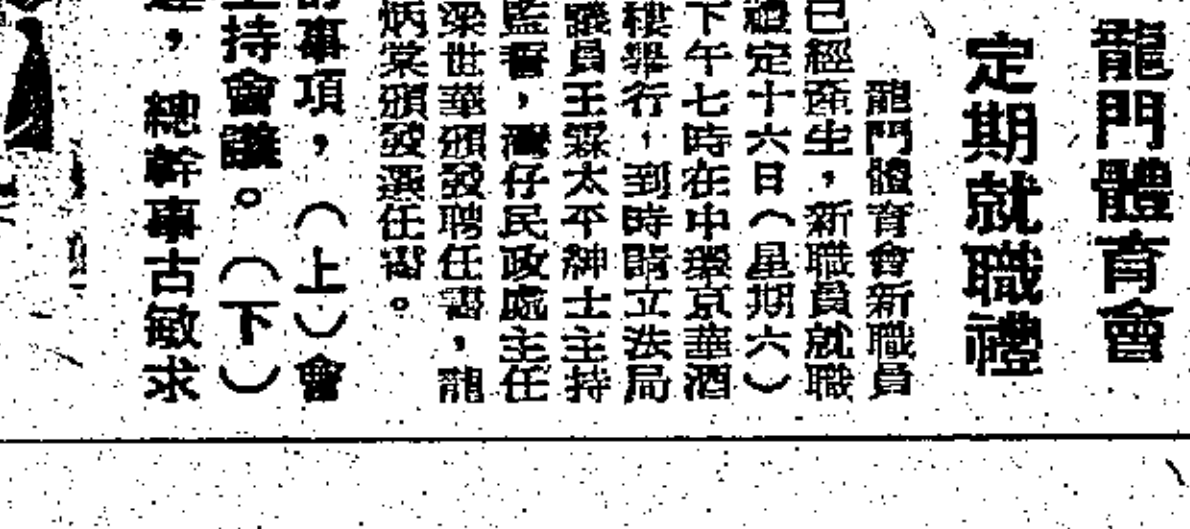 龍門體育會
定期就職禮
龍門體育會新職員
已經產生，新職員就職
禮定十六日（星期六）
下午七時在中環京華酒
樓舉行，到時請立法局
議員王霖太平紳士主持
監誓，灣仔民政處主任
梁世華頒發聘任書，龍
炳棠頒發選任書。
事項，（上）會
主持會議。（下）
，總幹事古敏求